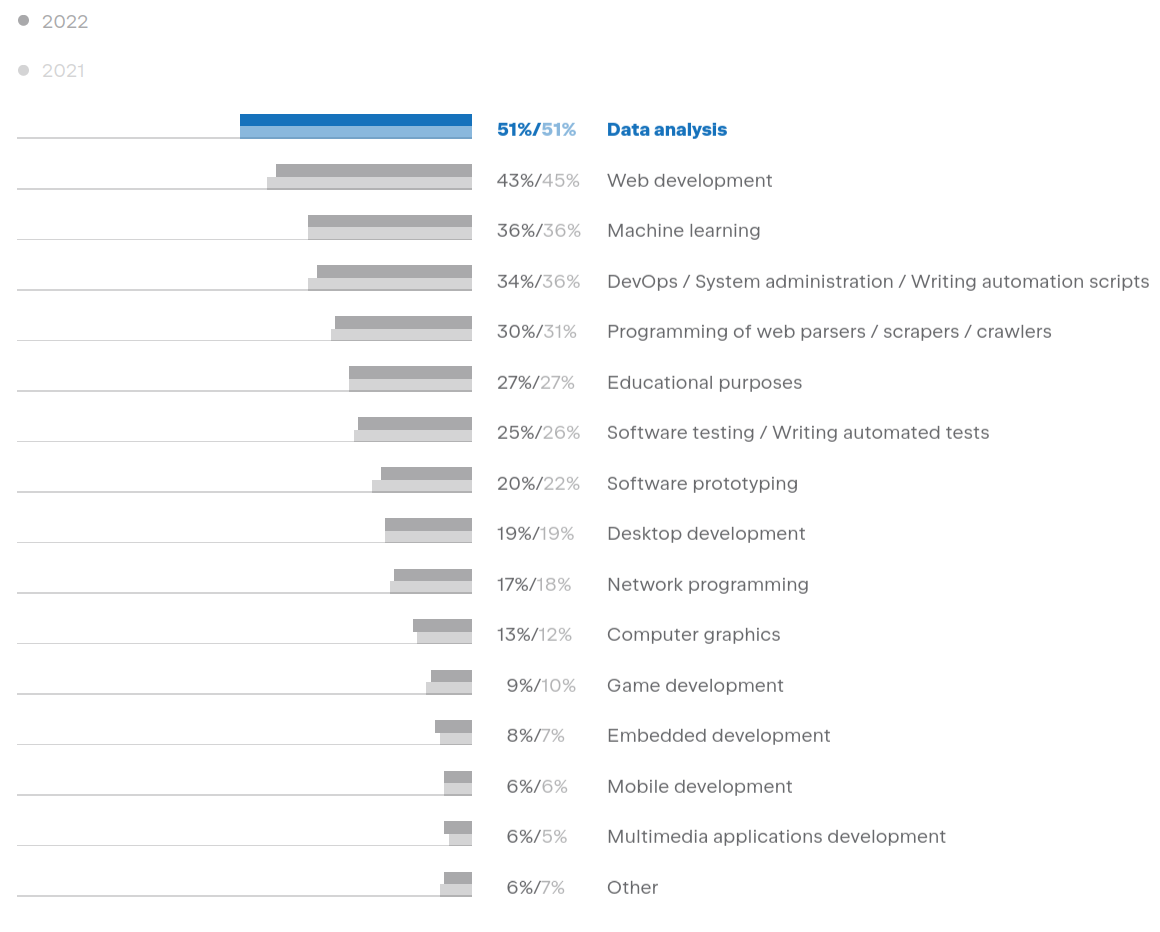 2022
2021
51%/51% Data analysis
43%/45% Web development
36%/36% Machine learning
34%/36% DevOps / System administration / Writing automation scripts
30%/31% Programming of web parsers / scrapers / crawlers
27%/27% Educational purposes
25%/26% Software testing / Writing automated tests
20%/22% Software prototyping
19%/19% Desktop development
17%/18% Network programming
13%/12% Computer graphics
9%/10% Game development
8%/7% Embedded development
6%/6% Mobile development
6%/5% Multimedia applications development
6%/7% Other